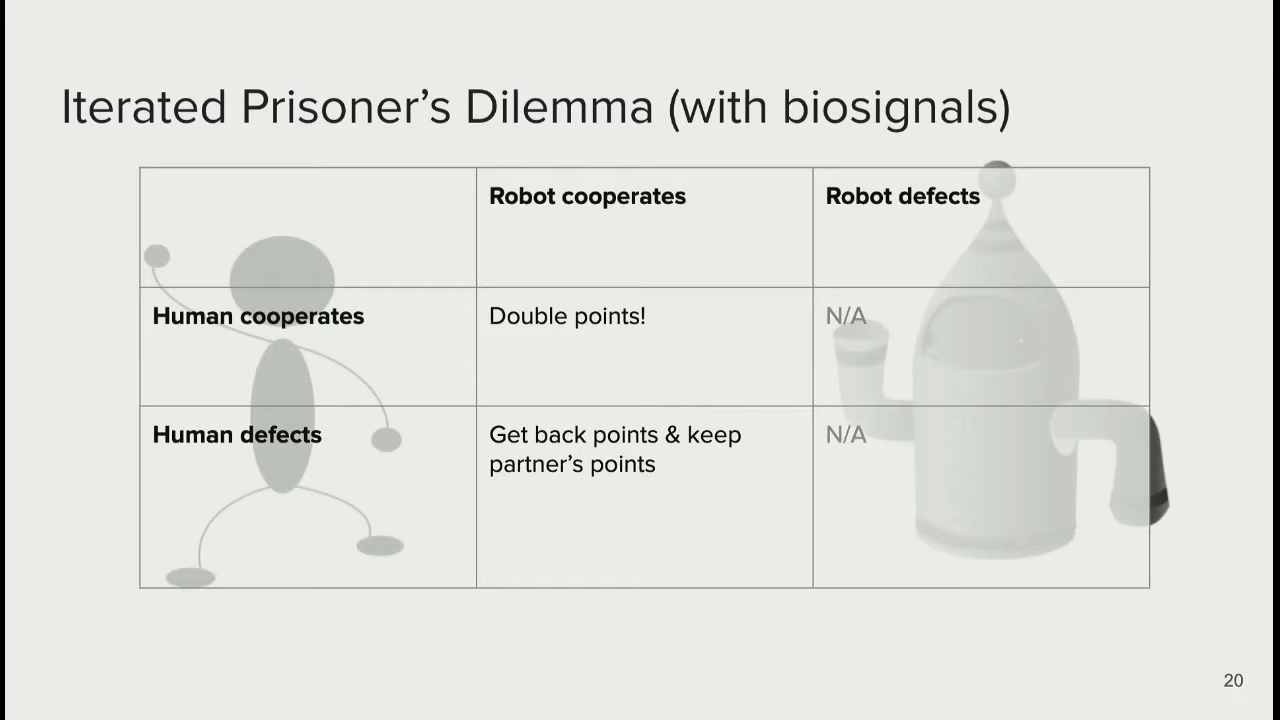 Iterated Prisoner’s Dilemma (with biosignals)
Robot cooperates
Robot defects
Human cooperates
Double points!
N/A
Human defects
Get back points & keep
partner’s points
N/A
20